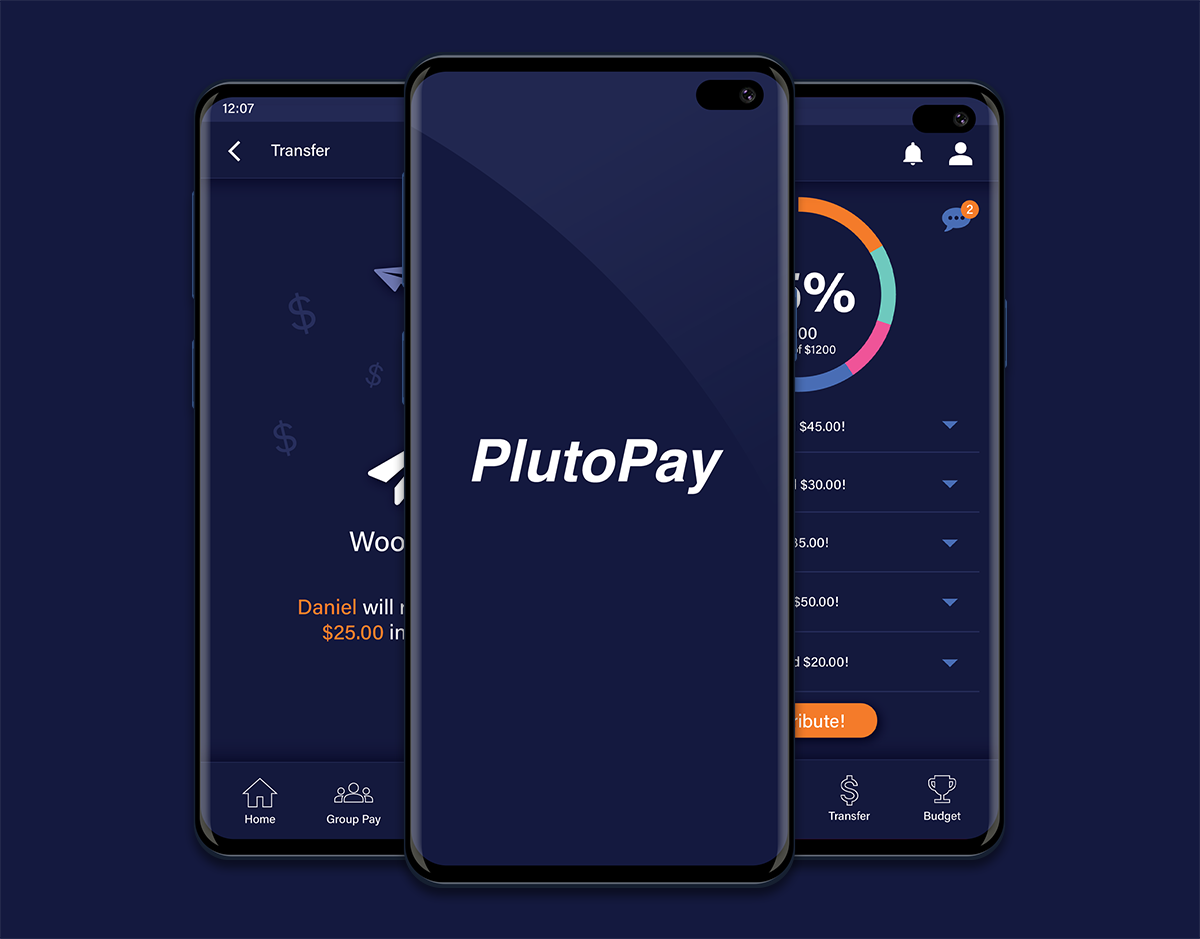 12:07
Transfer
Woo
Daniel will
$25.00 in
Home
Group Pay
PlutoPay
2
%
00
of $1200
$45.00!
$30.00!
35.00!
$50.00!
$20.00!
ribute!
Transfer
Budget